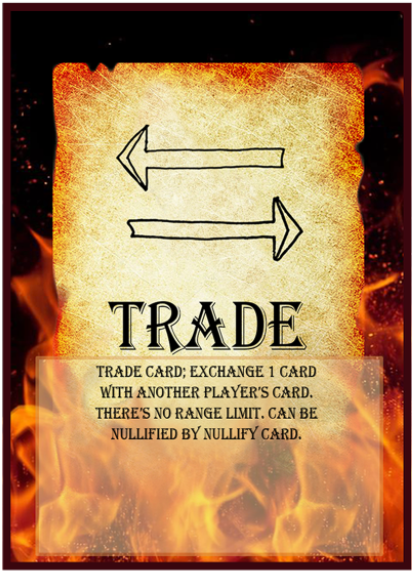 TRADE
TRADE CARD; EXCHANGE 1 CARD
WITH ANOTHER PLAYER'S CARD.
THERE'S NO RANGE LIMIT. CAN BE
NULLIFIED BY NULLIFY CARD.